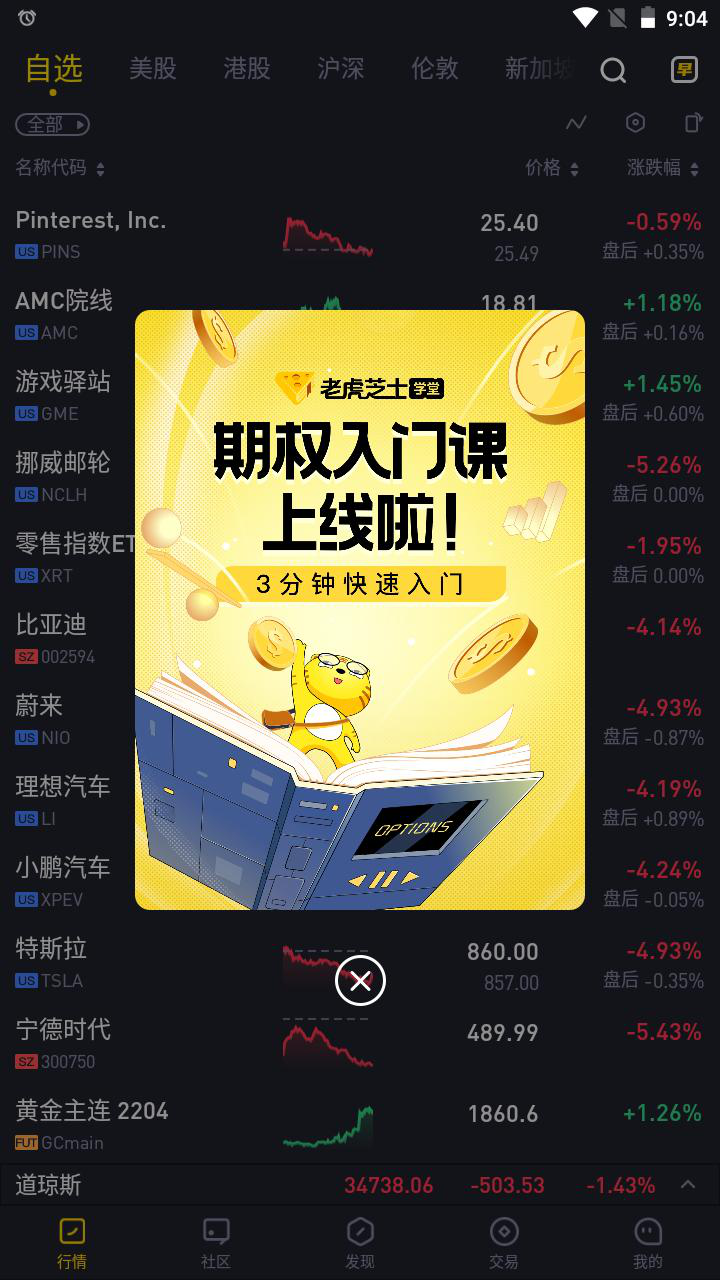 9:04
自选 美股 港股 沪深 伦敦 新加坡 早
全部
名称代码 价格 涨跌幅
Pinterest, Inc. 25.40 -0.59%
US PINS 25.49 盘后 +0.35%
AMC院线 18.81 +1.18%
US AMC 盘后 +0.16%
游戏驿站 +1.45%
US GME 盘后 +0.60%
挪威邮轮 -5.26%
US NCLH 盘后 0.00%
零售指数ET -1.95%
US XRT 盘后 0.00%
比亚迪 -4.14%
SZ 002594
蔚来 -4.93%
US NIO 盘后 -0.87%
理想汽车 -4.19%
US LI 盘后 +0.89%
小鹏汽车 -4.24%
US XPEV 盘后 -0.05%
老虎芝士学堂
期权入门课
上线啦!
3分钟快速入门
OPTIONS
特斯拉 860.00 -4.93%
US TSLA 857.00 盘后 -0.35%
宁德时代 489.99 -5.43%
SZ 300750
黄金主连 2204 1860.6 +1.26%
FUT GCmain
道琼斯 34738.06 -503.53 -1.43%
行情 社区 发现 交易 我的